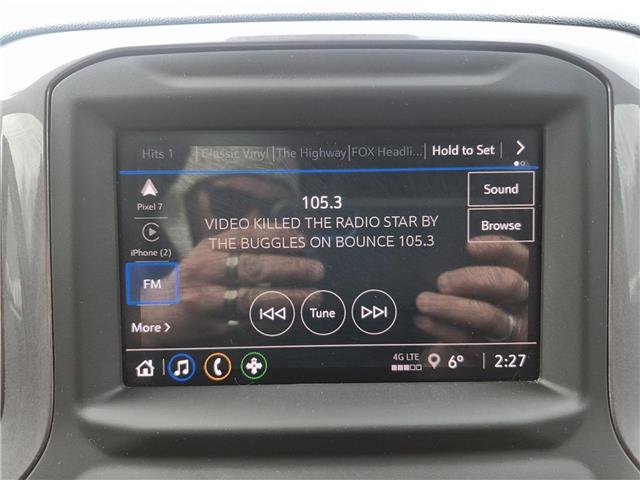 Hits 1 Classic Vinyl The Highway FOX Headli... Hold to Set
Pixel 7
iPhone (2)
FM
More >
105.3
VIDEO KILLED THE RADIO STAR BY
THE BUGGLES ON BOUNCE 105.3
Tune
Sound
Browse
4G LTE
6°
2:27